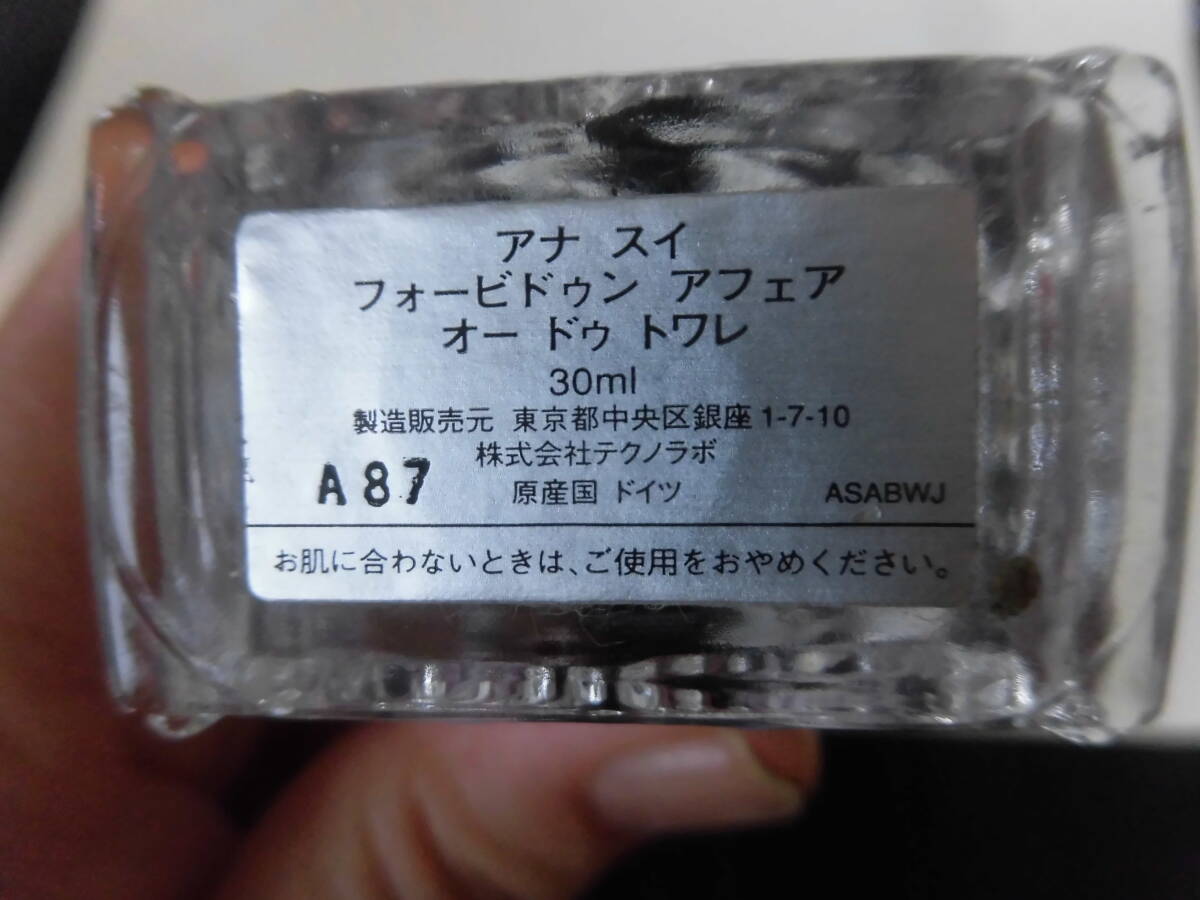 アナ スイ
フォービドゥン アフェア
オー ドゥ トワレ
30ml
製造販売元 東京都中央区銀座1-7-10
株式会社テクノラボ
A87 原産国 ドイツ ASABWJ
お肌に合わないときは、ご使用をおやめください。